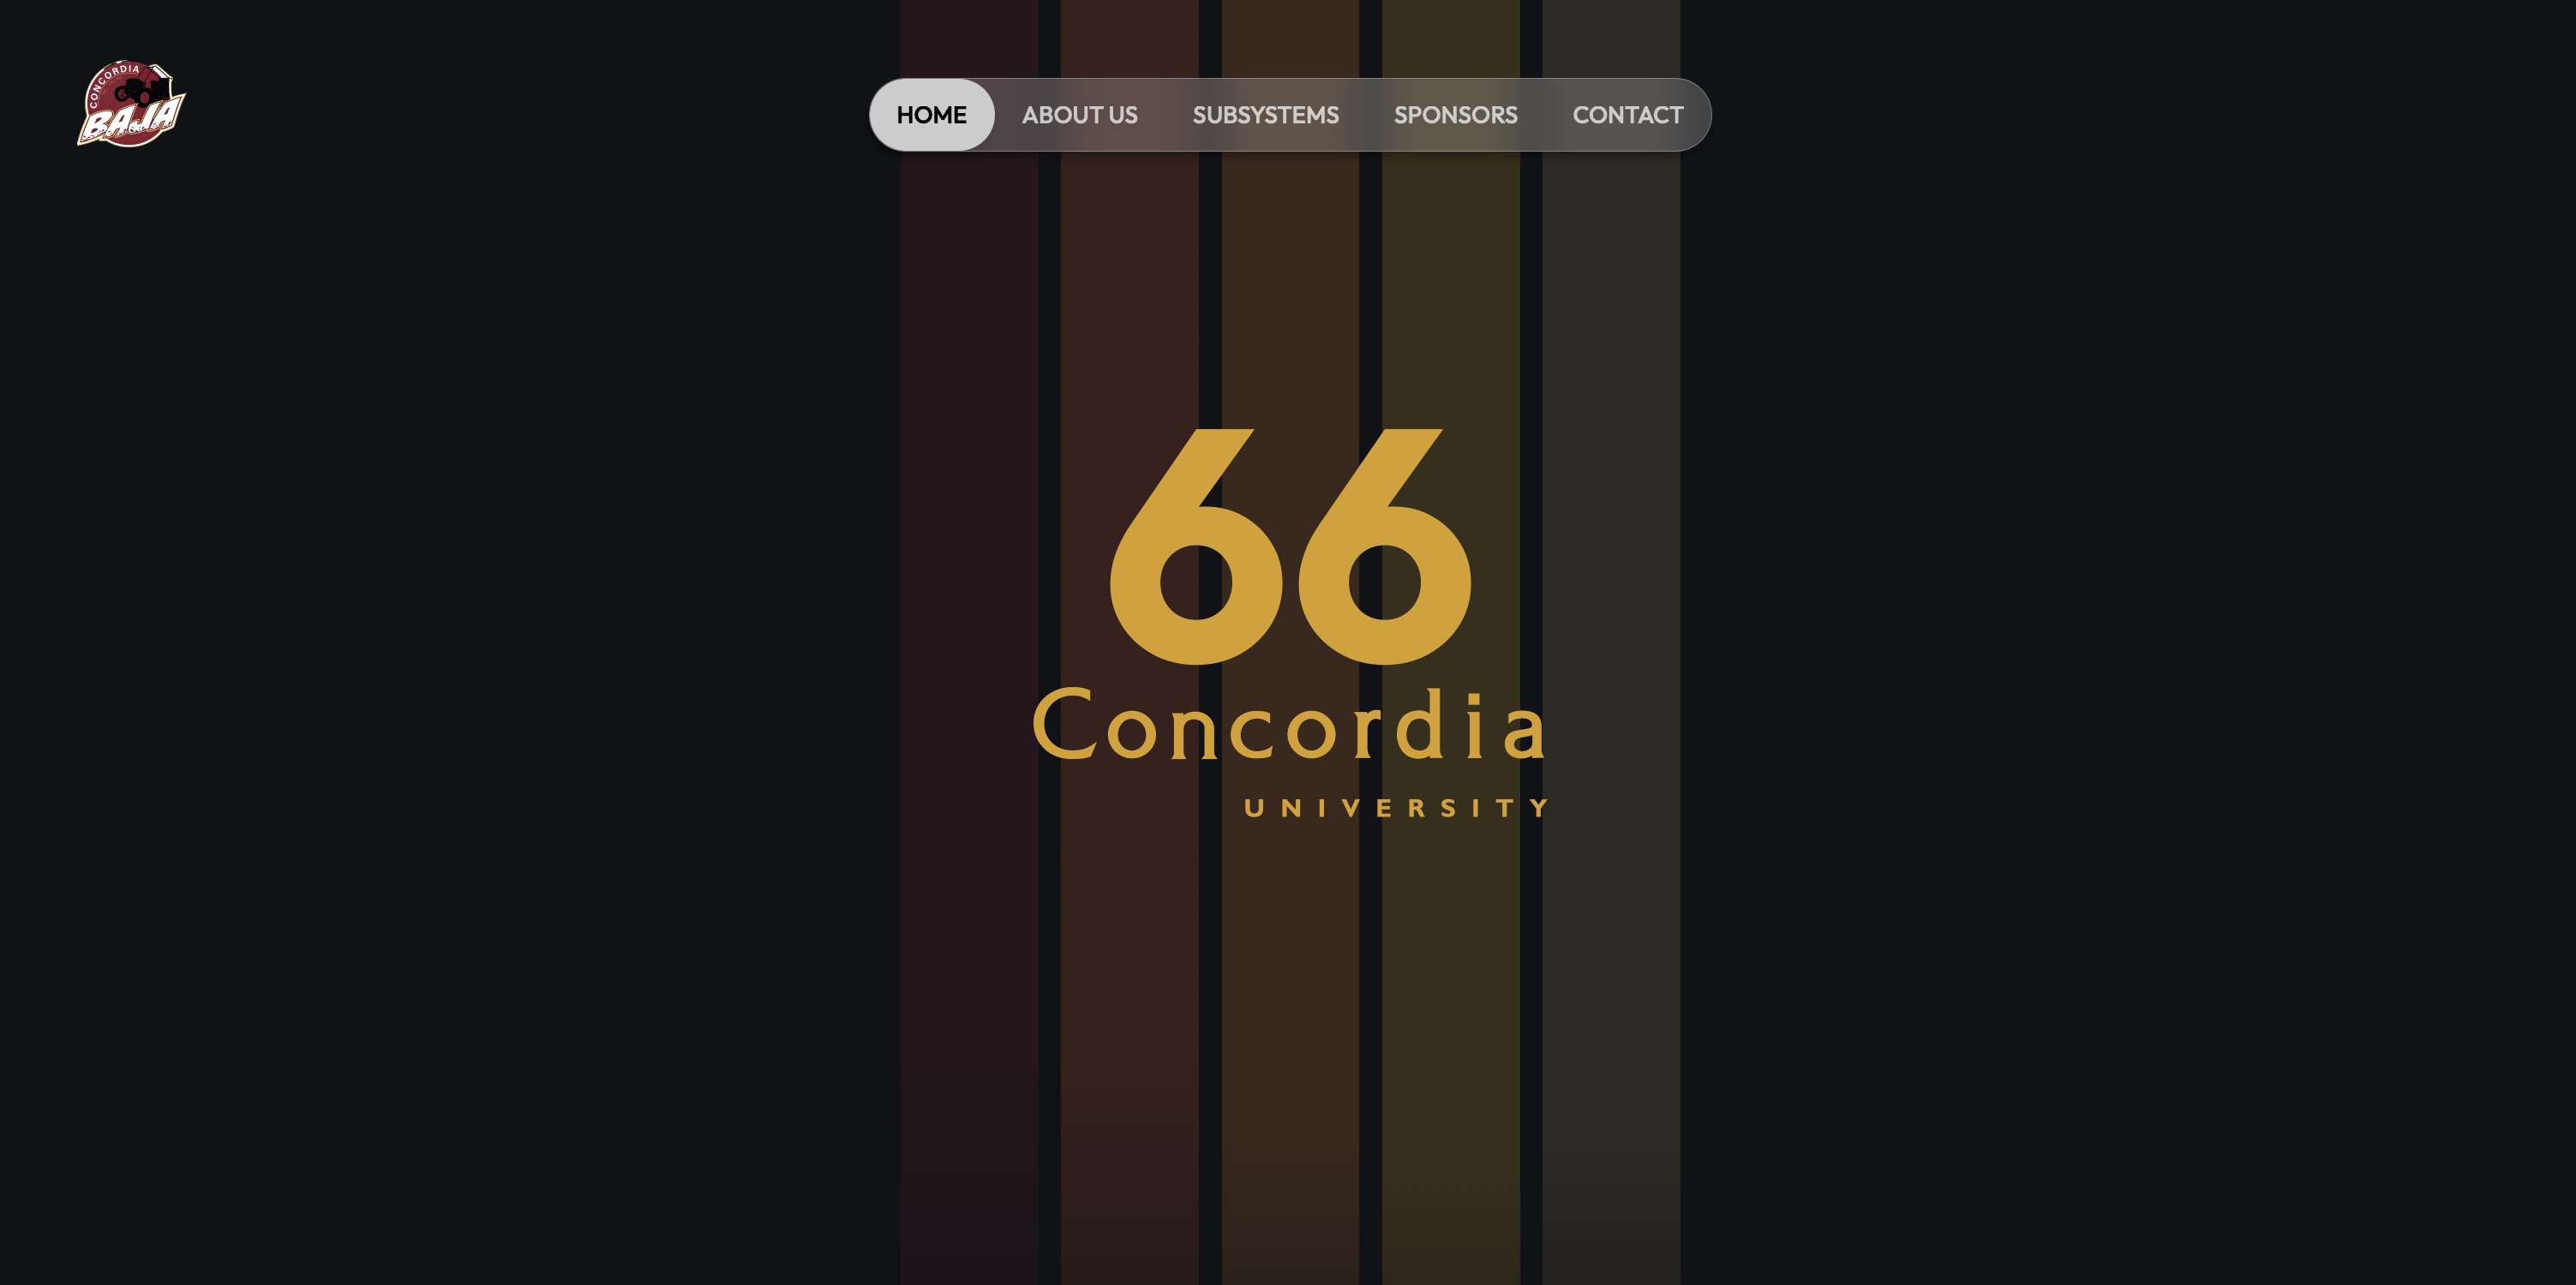 CONCORDIA
BAJA
HOME ABOUT US SUBSYSTEMS SPONSORS CONTACT
66
Concordia
UNIVERSITY